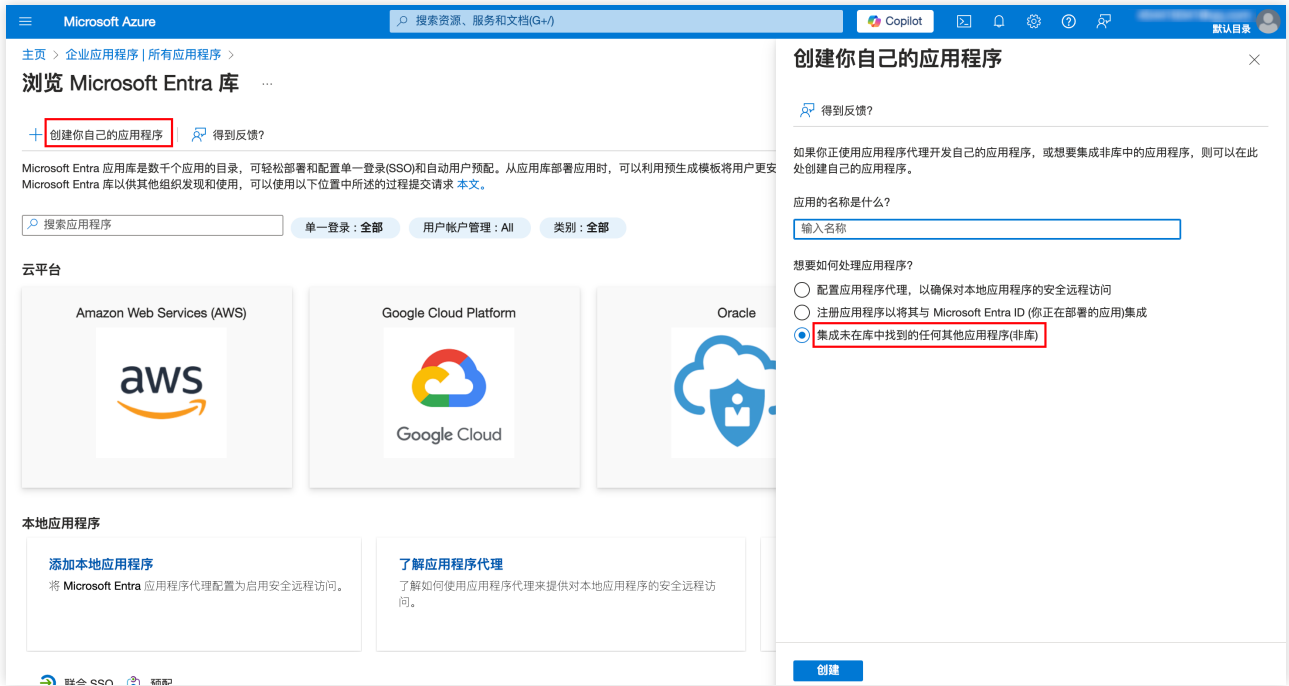 Microsoft Azure
搜索资源、服务和文档(G+/)
Copilot
默认目录
主页 > 企业应用程序 | 所有应用程序 >
浏览 Microsoft Entra 库 ...
创建你自己的应用程序
得到反馈?
Microsoft Entra 应用库是数千个应用的目录，可轻松部署和配置单一登录(SSO)和自动用户预配。从应用库部署应用时，可以利用预生成模板将用户更安
Microsoft Entra 库以供其他组织发现和使用，可以使用以下位置中所述的过程提交请求 本文。
搜索应用程序
单一登录 : 全部
用户帐户管理 : All
类别 : 全部
云平台
Amazon Web Services (AWS)
aws
Google Cloud Platform
Google Cloud
Oracle
本地应用程序
添加本地应用程序
将 Microsoft Entra 应用程序代理配置为启用安全远程访问。
了解应用程序代理
了解如何使用应用程序代理来提供对本地应用程序的安全远程访
问。
联合 SSO
预配
创建你自己的应用程序
得到反馈?
如果你正使用应用程序代理开发自己的应用程序，或想要集成非库中的应用程序，则可以在此
处创建自己的应用程序。
应用的名称是什么?
输入名称
想要如何处理应用程序?
配置应用程序代理，以确保对本地应用程序的安全远程访问
注册应用程序以将其与 Microsoft Entra ID (你正在部署的应用)集成
集成未在库中找到的任何其他应用程序(非库)
创建